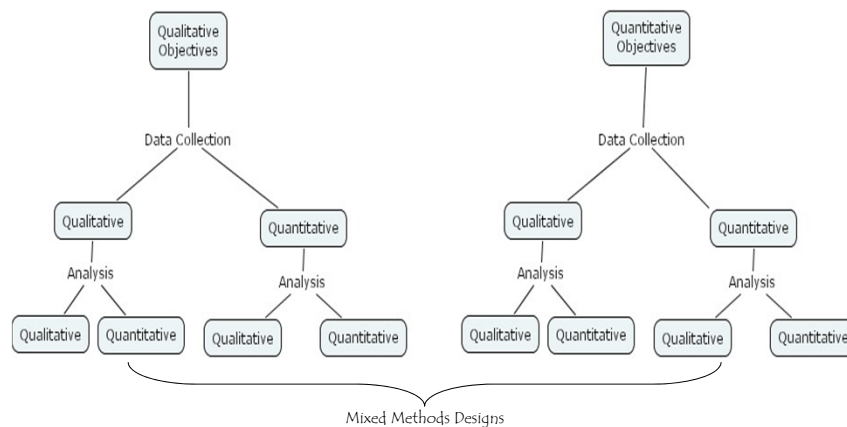 Qualitative
Objectives
Quantitative
Objectives
Data Collection
Data Collection
Qualitative
Quantitative
Qualitative
Quantitative
Analysis
Analysis
Analysis
Analysis
Qualitative
Quantitative
Qualitative
Quantitative
Qualitative
Quantitative
Qualitative
Quantitative
Mixed Methods Designs